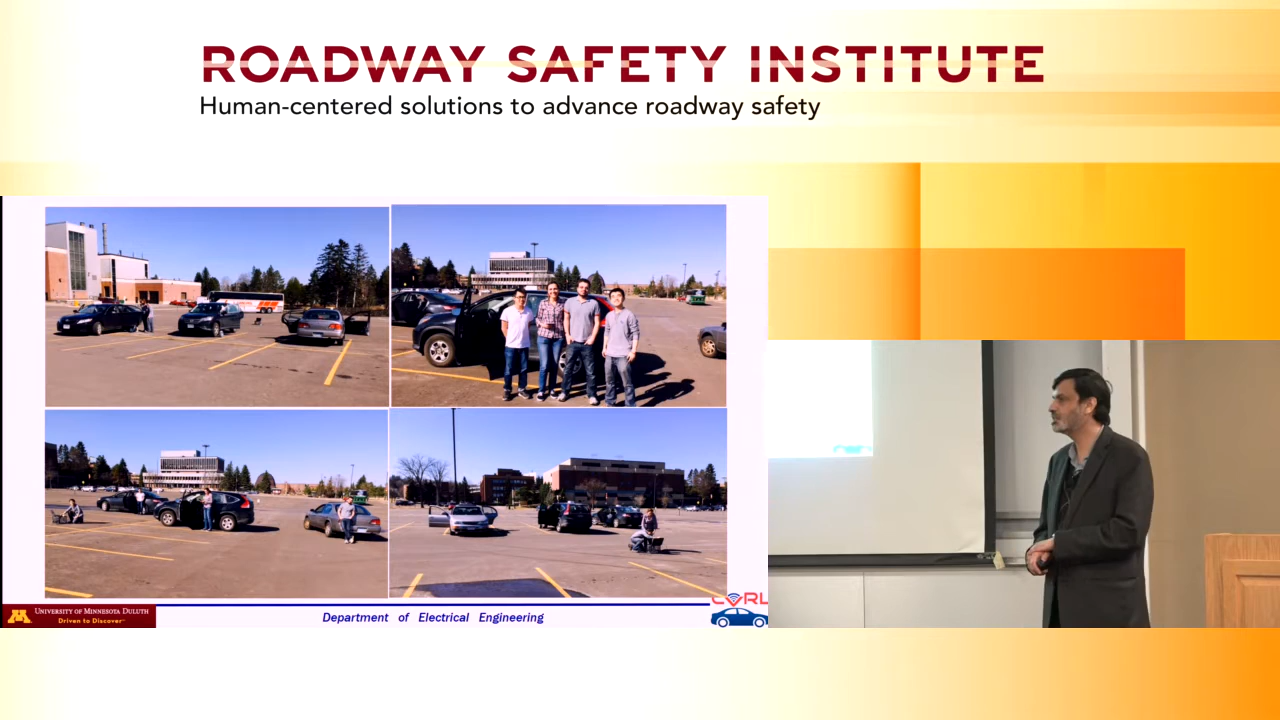 ROADWAY SAFETY INSTITUTE
Human-centered solutions to advance roadway safety
UNIVERSITY OF MINNESOTA DULUTH
Driven to Discover
Department of Electrical Engineering